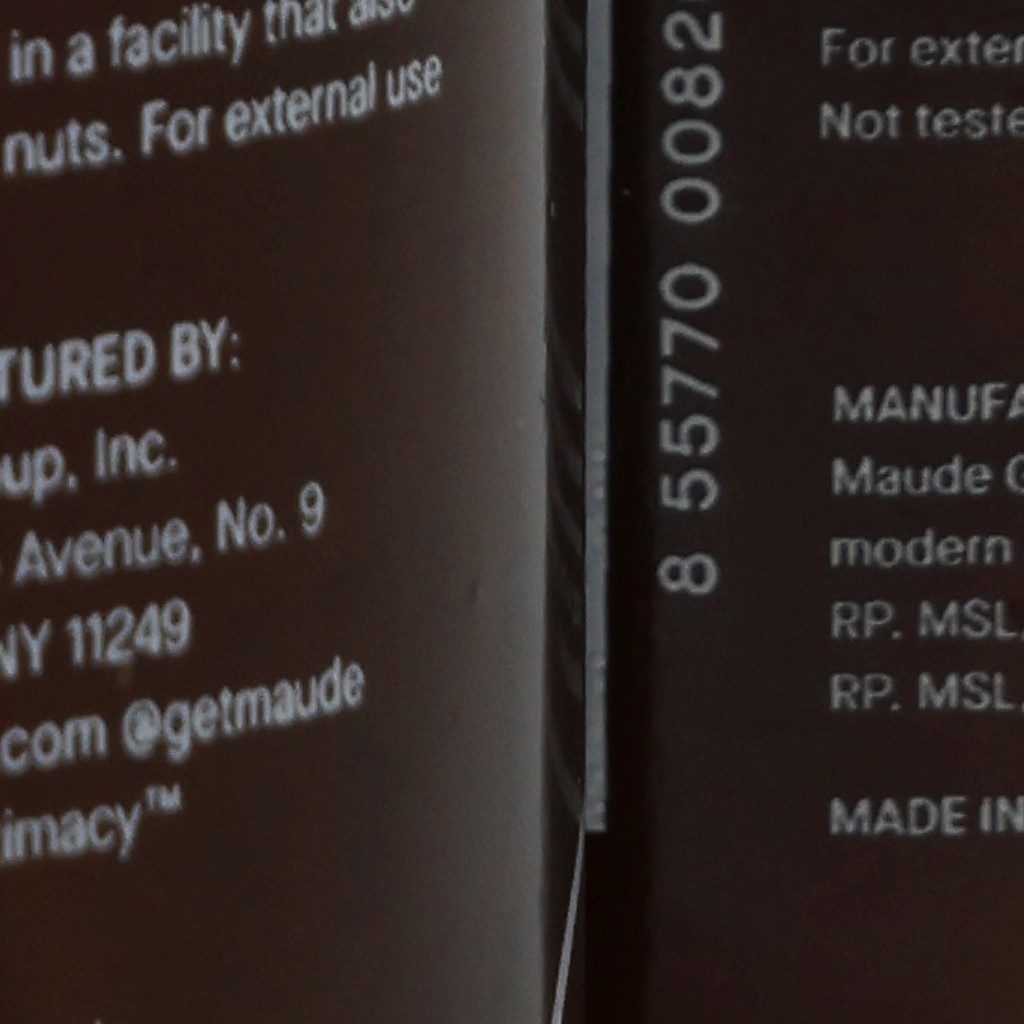 in a facility that also
nuts. For external use
TURED BY:
up, Inc.
Avenue, No. 9
NY 11249
.com @getmaude
imacy™
8 55770 0082
For exter
Not teste
MANUFA
Maude G
modern
RP. MSL.
RP. MSL.
MADE IN